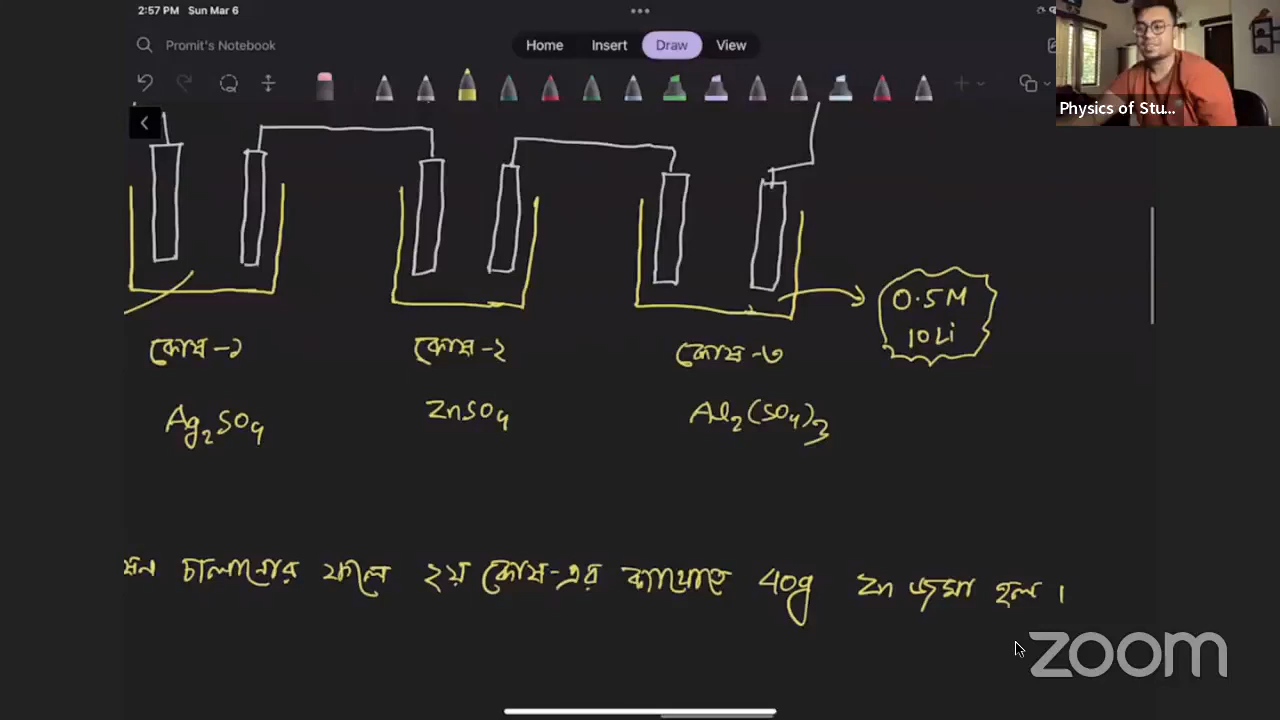 2:57 PM Sun Mar 6
Promit's Notebook
Home Insert Draw View
Physics of Stu...
0.5M
10Li
কোষ-১ কোষ-২ কোষ-৩
Ag₂SO₄ ZnSO₄ Al₂(SO₄)₃
চালানোর ফলে ২য় কোষ-এর ক্যাথোডে 40g Zn জমা হল।
zoom